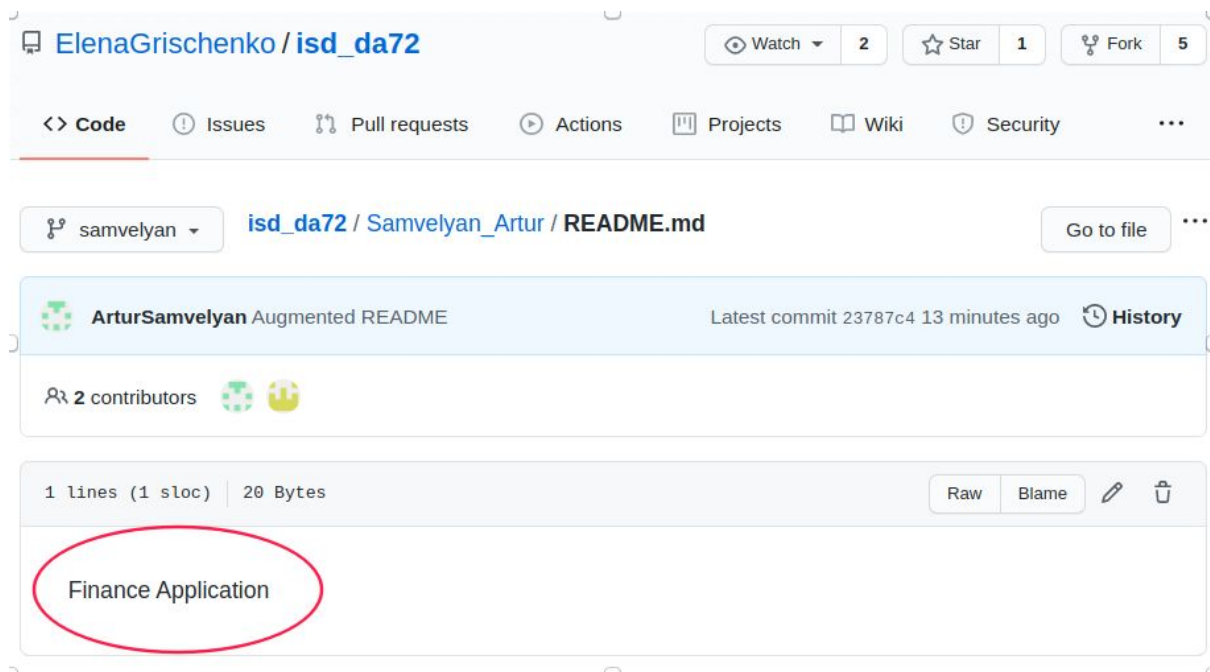 ElenaGrischenko / isd_da72 Watch 2 Star 1 Fork 5
<> Code Issues Pull requests Actions Projects Wiki Security ...
samvelyan isd_da72 / Samvelyan_Artur / README.md Go to file ...
ArturSamvelyan Augmented README Latest commit 23787c4 13 minutes ago History
2 contributors
1 lines (1 sloc) 20 Bytes Raw Blame
Finance Application